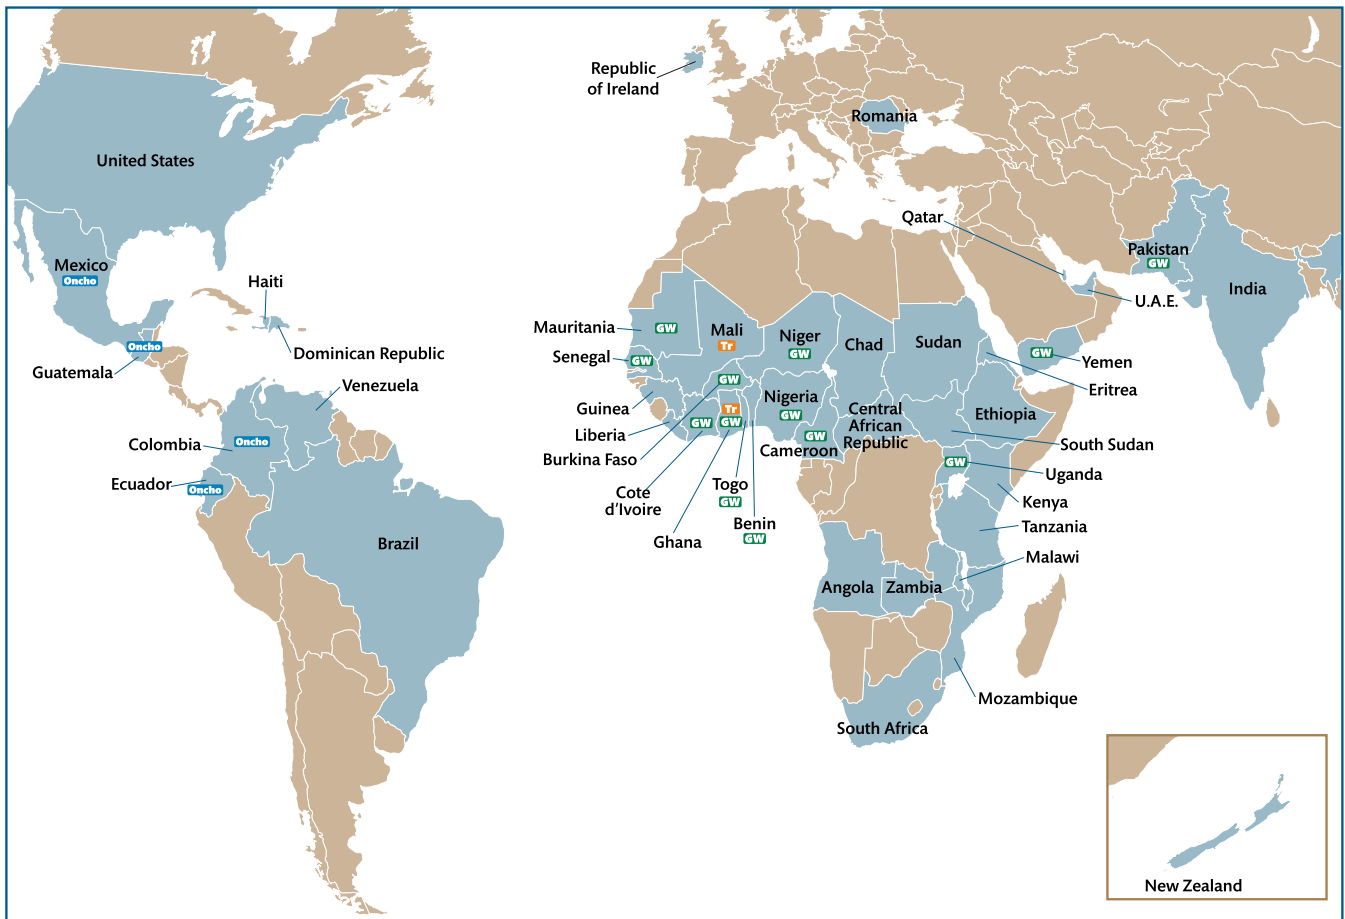 Republic
of Ireland
Romania
United States
Qatar
Pakistan
GW
Mexico
Oncho
Haiti
India
U.A.E.
Mauritania
GW
Mali
Tr
Niger
GW
Chad
Sudan
Oncho
Dominican Republic
Senegal
GW
GW
Yemen
Guatemala
Venezuela
GW
Eritrea
Nigeria
GW
Guinea
Tr
Central
African
Republic
Ethiopia
Liberia
GW
GW
GW
Cameroon
South Sudan
Colombia
Oncho
Burkina Faso
GW
Uganda
Ecuador
Oncho
Cote
d’Ivoire
Togo
GW
Kenya
Benin
GW
Tanzania
Ghana
Brazil
Malawi
Angola
Zambia
Mozambique
South Africa
New Zealand